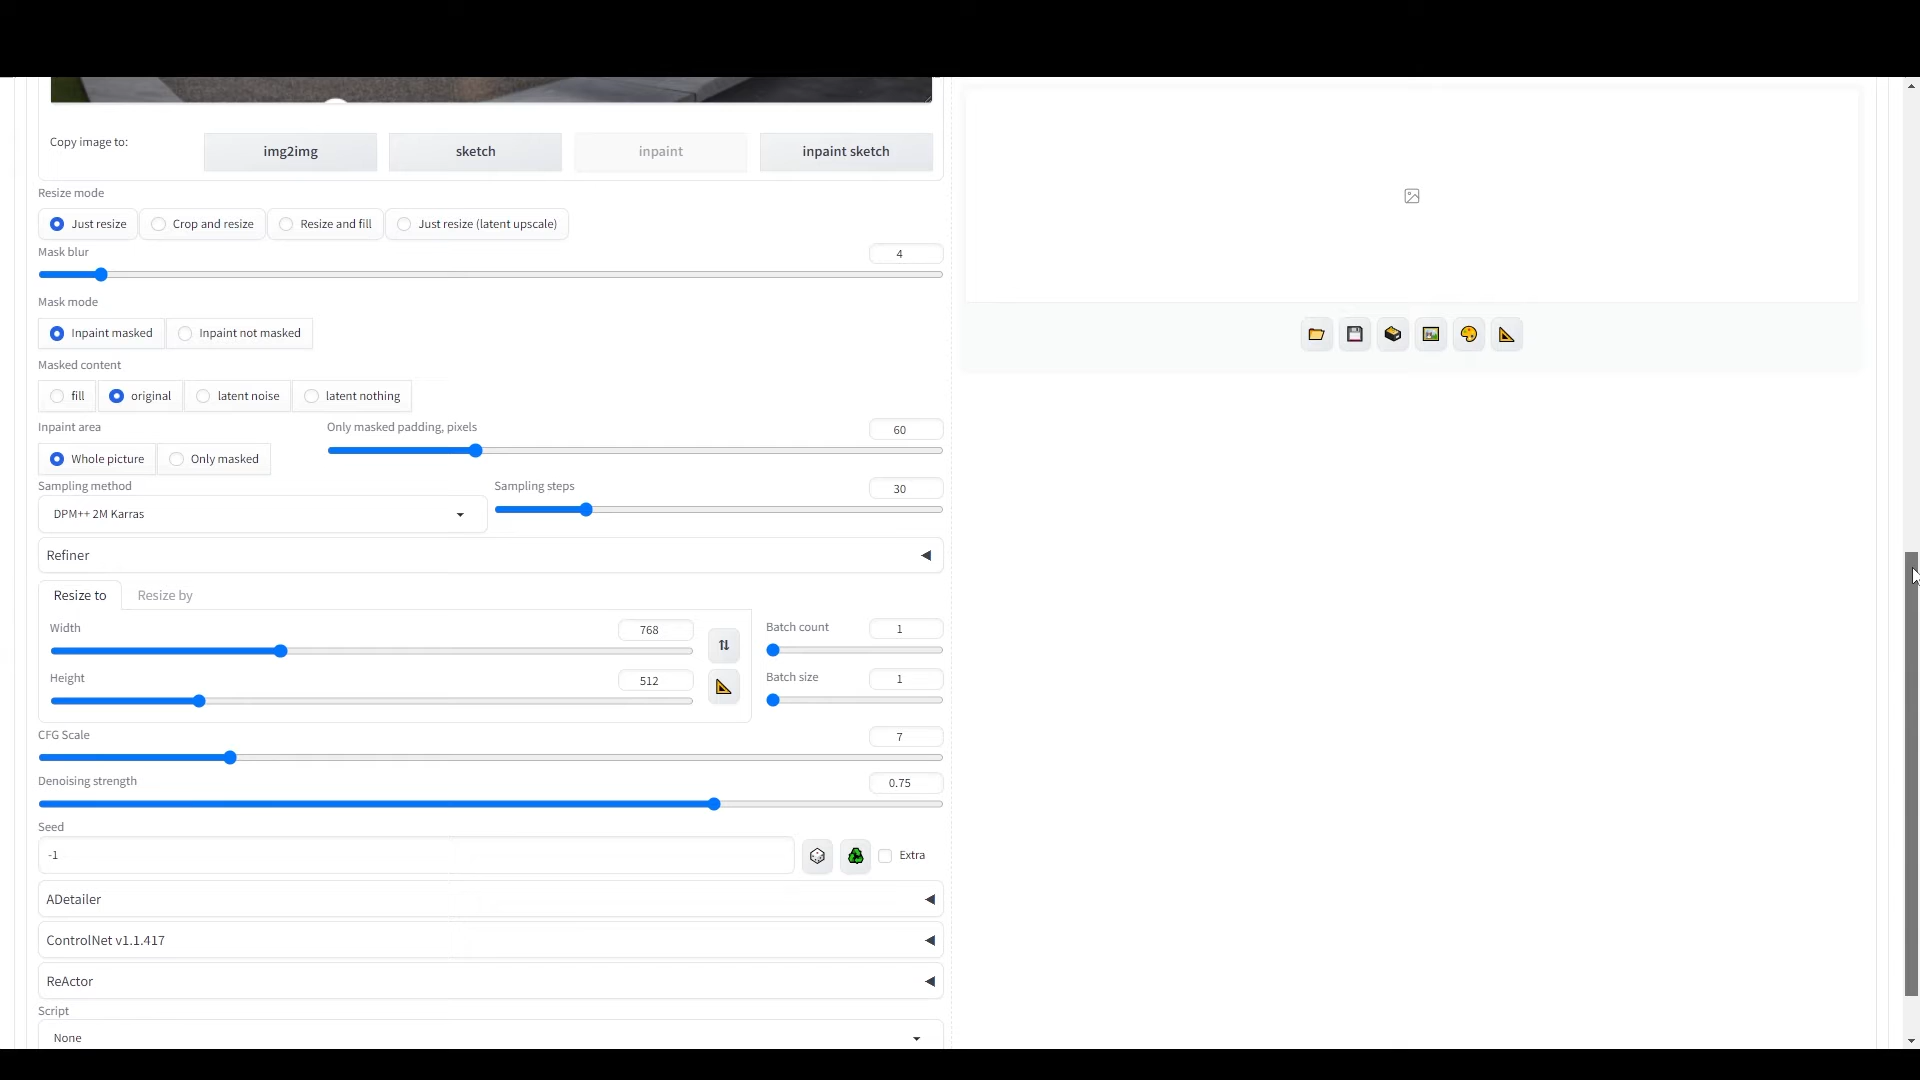 Copy image to:
img2img
sketch
inpaint
inpaint sketch
Resize mode
Just resize
Crop and resize
Resize and fill
Just resize (latent upscale)
Mask blur
4
Mask mode
Inpaint masked
Inpaint not masked
Masked content
fill
original
latent noise
latent nothing
Inpaint area
Only masked padding, pixels
60
Whole picture
Only masked
Sampling method
Sampling steps
30
DPM++ 2M Karras
Refiner
Resize to
Resize by
Width
768
Batch count
1
Height
512
Batch size
1
CFG Scale
7
Denoising strength
0.75
Seed
-1
Extra
ADetailer
ControlNet v1.1.417
ReActor
Script
None